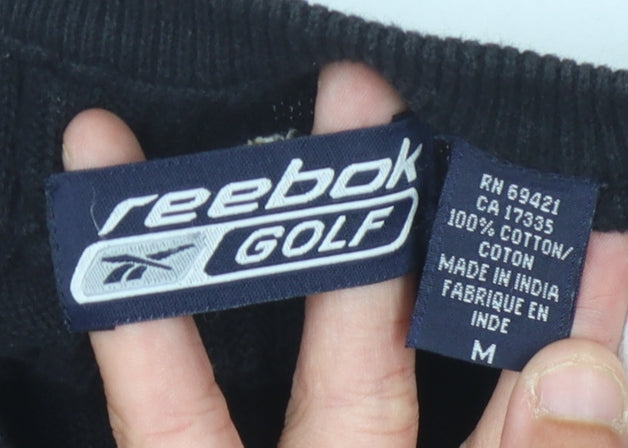 reebok
GOLF
RN 69421
CA 17335
100% COTTON/
COTON
MADE IN INDIA
FABRIQUE EN
INDE
M